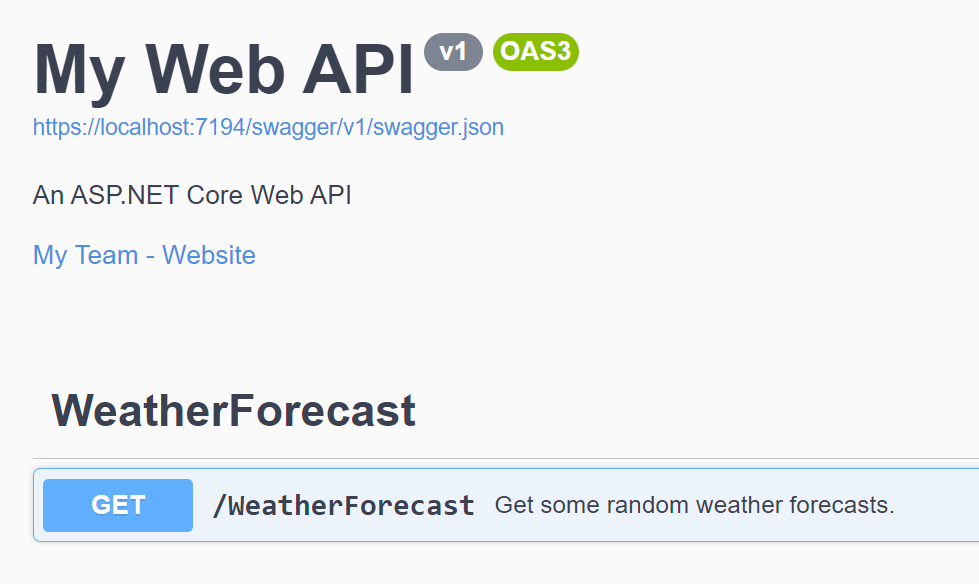 My Web API v1 OAS3
https://localhost:7194/swagger/v1/swagger.json
An ASP.NET Core Web API
My Team - Website
WeatherForecast
GET /WeatherForecast Get some random weather forecasts.